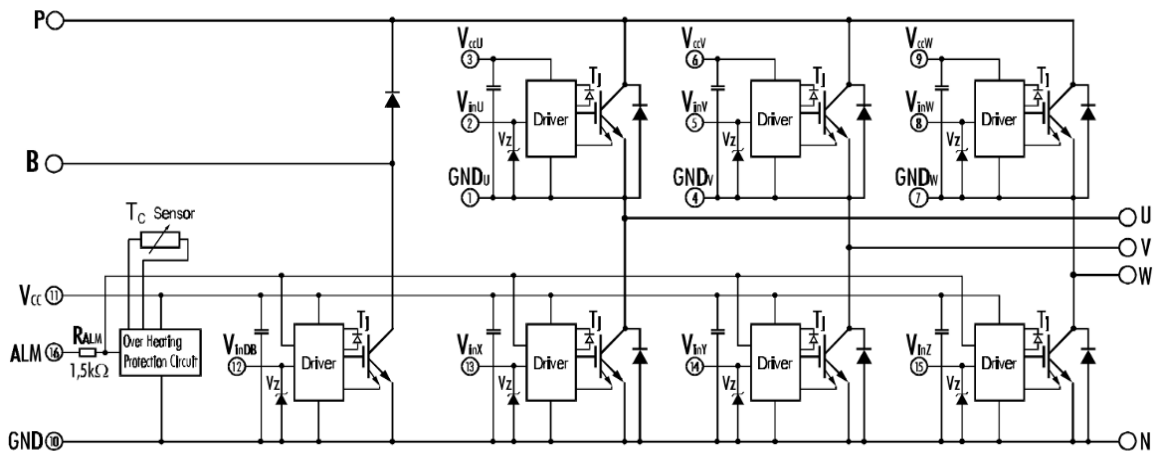 P
VccU
③
VccV
⑥
VccW
⑨
Tj
Tj
Tj
VinU
②
Driver
VinV
⑤
Driver
VinW
⑧
Driver
Vz
Vz
Vz
B
GNDU
①
GNDV
④
GNDW
⑦
TC Sensor
U
V
W
Vcc ⑪
RALM
ALM ⑯
1,5kΩ
Over Heating
Protection Circuit
Tj
Tj
Tj
Tj
VinDB
⑫
Driver
VinX
⑬
Driver
VinY
⑭
Driver
VinZ
⑮
Driver
Vz
Vz
Vz
Vz
GND ⑩
N